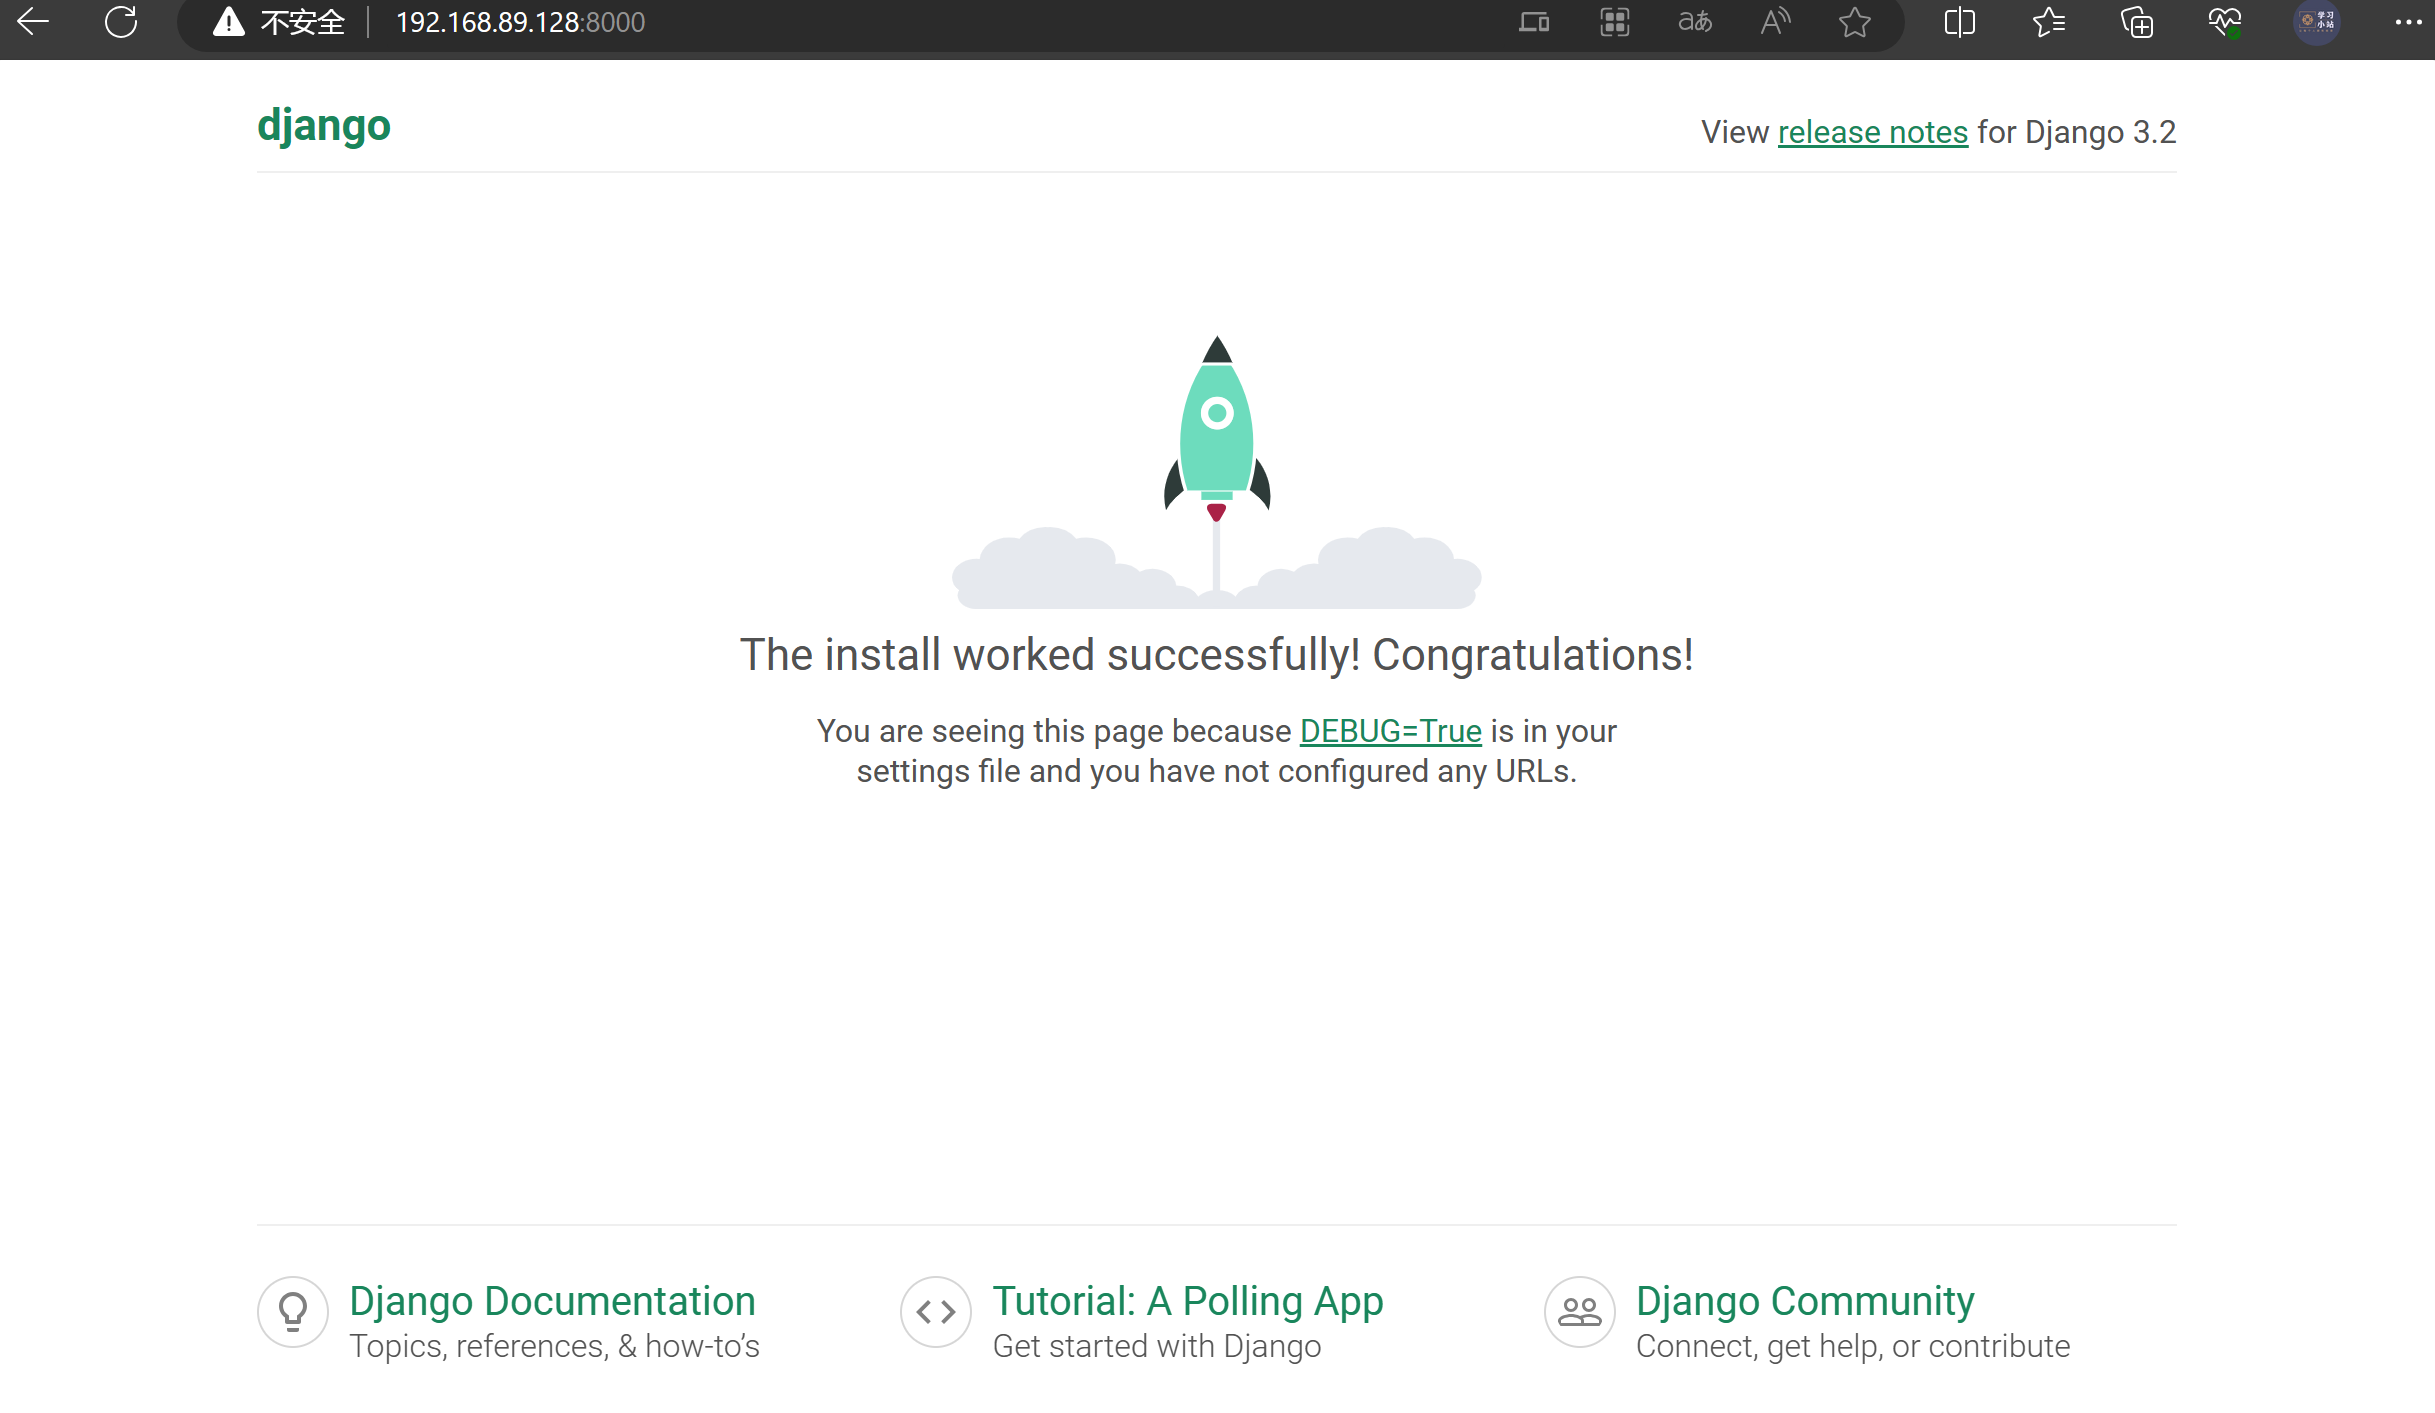 不安全 192.168.89.128:8000
django
View release notes for Django 3.2
The install worked successfully! Congratulations!
You are seeing this page because DEBUG=True is in your
settings file and you have not configured any URLs.
Django Documentation
Topics, references, & how-to’s
Tutorial: A Polling App
Get started with Django
Django Community
Connect, get help, or contribute